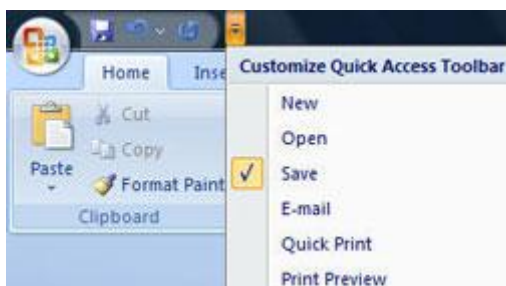 Home Inse
Customize Quick Access Toolbar
New
Open
Save
E-mail
Quick Print
Print Preview
Cut
Copy
Format Paint
Paste
Clipboard